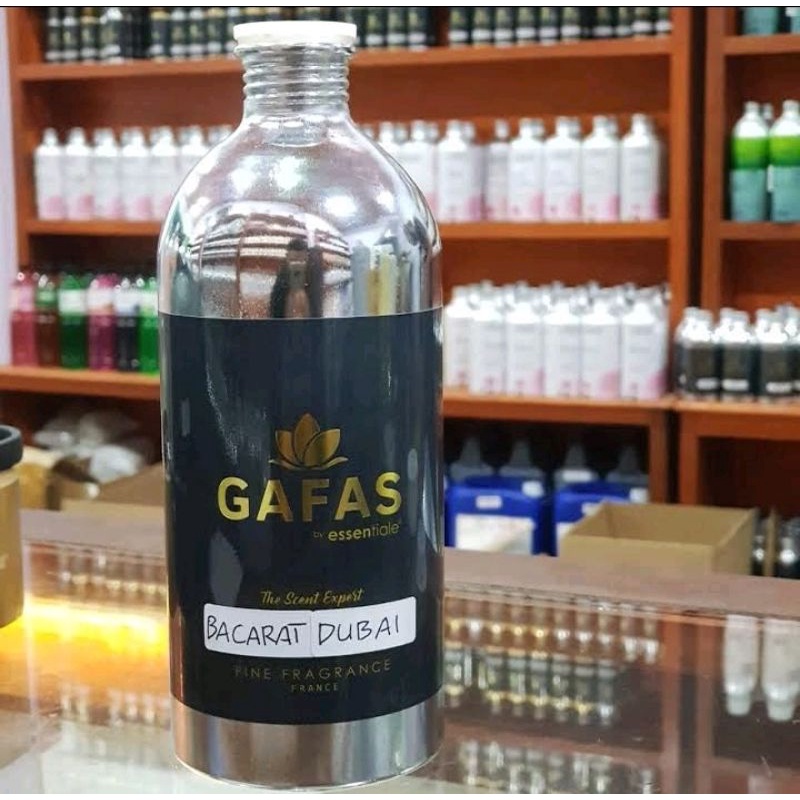 GAFAS
by essentiale
The Scent Expert
BACARAT DUBAI
FINE FRAGRANCE
FRANCE